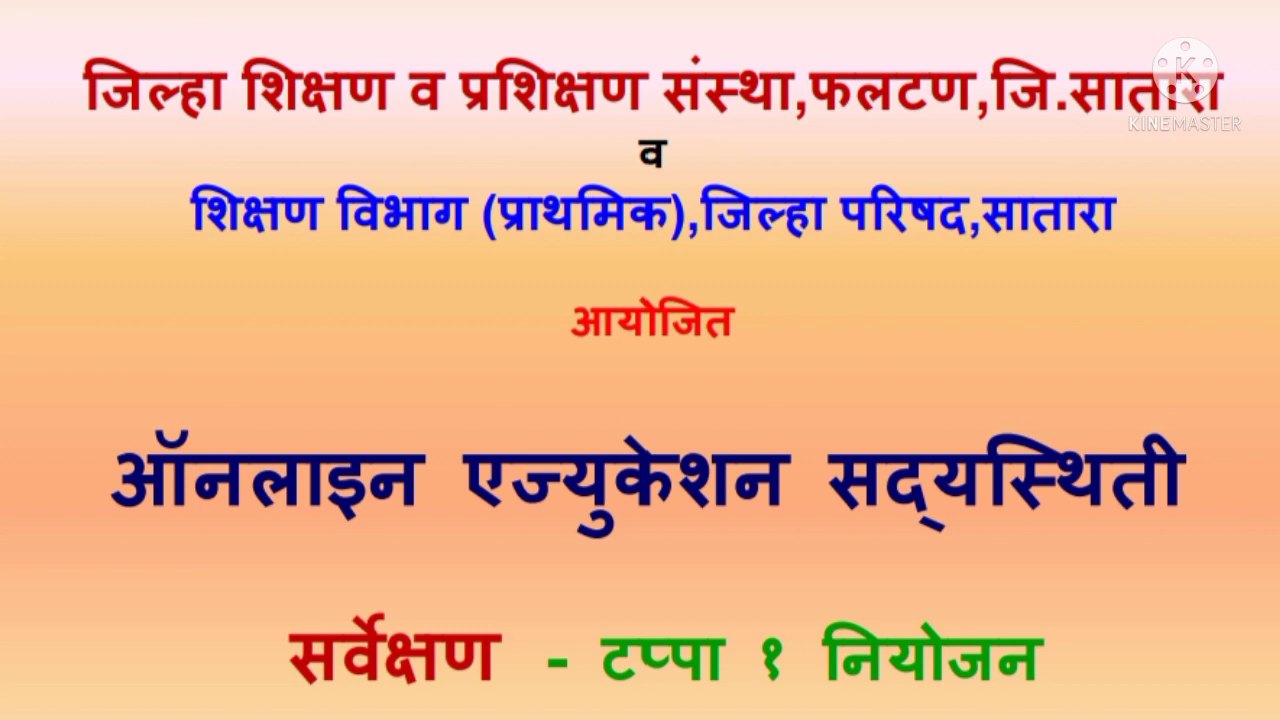 जिल्हा शिक्षण व प्रशिक्षण संस्था,फलटण,जि.सातारा
KINEMASTER
व
शिक्षण विभाग (प्राथमिक),जिल्हा परिषद,सातारा
आयोजित
ऑनलाइन एज्युकेशन सद्‌यस्थिती
सर्वेक्षण - टप्पा १ नियोजन